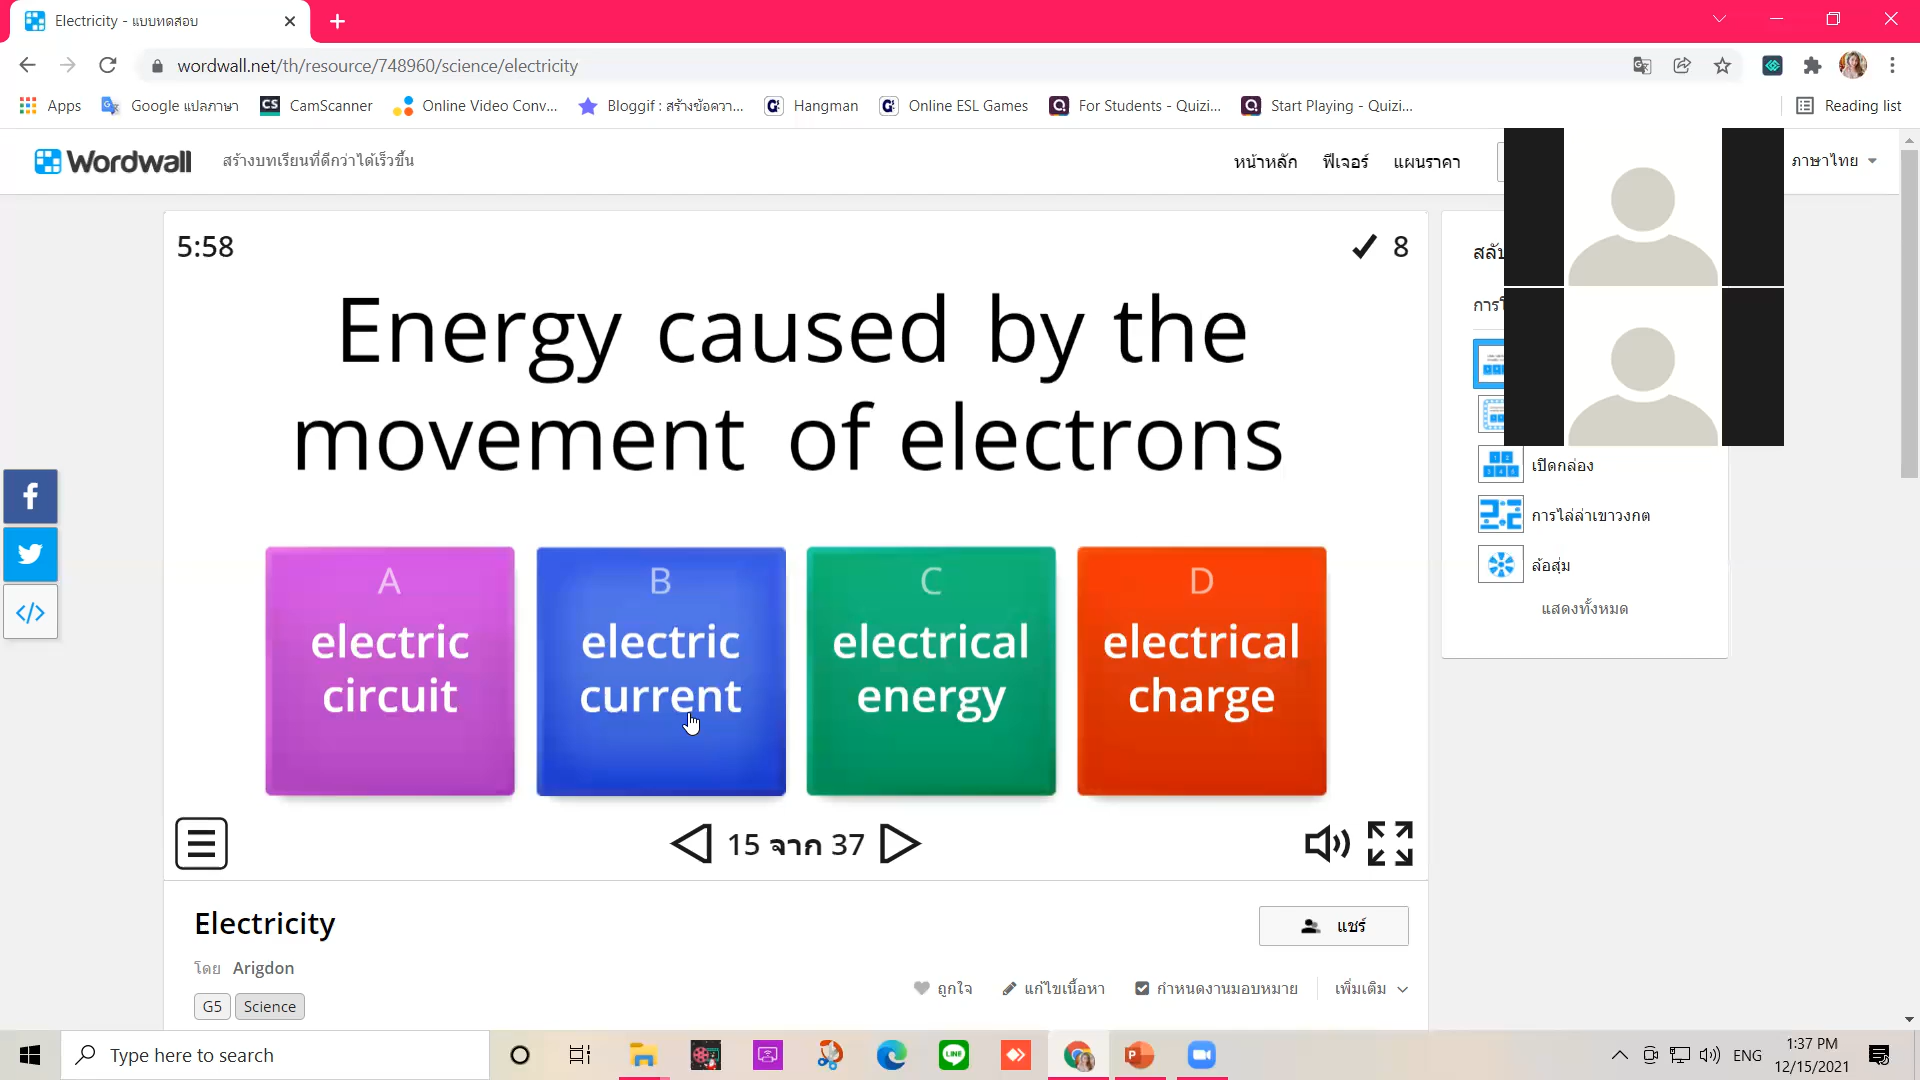 Electricity - แบบทดสอบ
wordwall.net/th/resource/748960/science/electricity
Apps
Google แปลภาษา
CS CamScanner
Online Video Conv...
Bloggif : สร้างข้อควา...
Hangman
Online ESL Games
For Students - Quizi...
Start Playing - Quizi...
Reading list
Wordwall
สร้างบทเรียนที่ดีกว่าได้เร็วขึ้น
หน้าหลัก
ฟีเจอร์
แผนราคา
ภาษาไทย
5:58
8
Energy caused by the
movement of electrons
A
electric
circuit
B
electric
current
C
electrical
energy
D
electrical
charge
15 จาก 37
เปิดกล่อง
การไล่ล่าเขาวงกต
ล้อสุ่ม
แสดงทั้งหมด
Electricity
แชร์
โดย Arigdon
ถูกใจ
แก้ไขเนื้อหา
กำหนดงานมอบหมาย
เพิ่มเติม
G5
Science
Type here to search
LINE
ENG
1:37 PM
12/15/2021